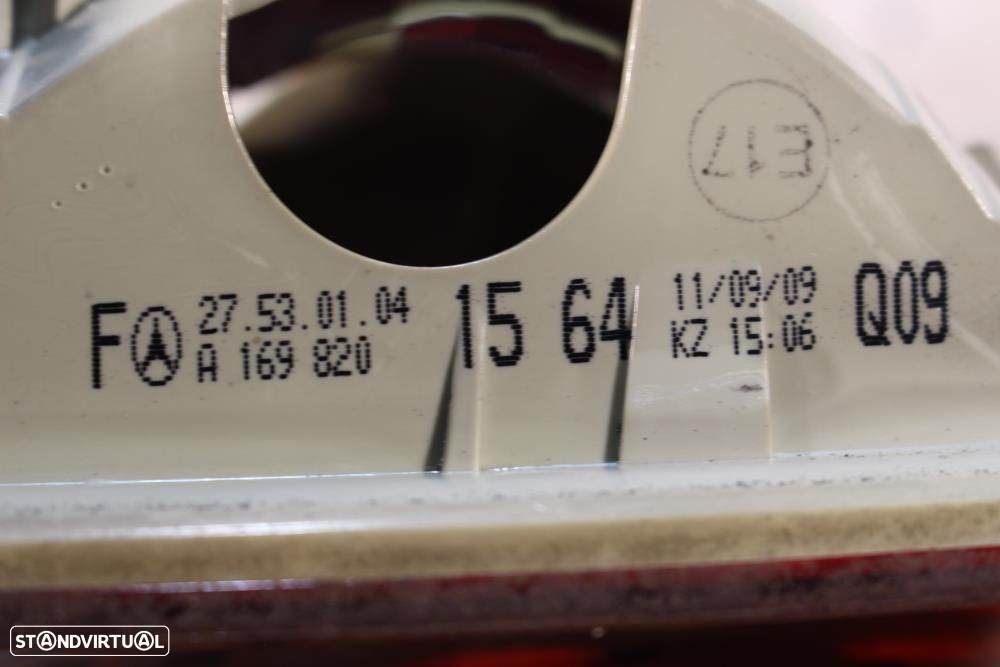 E17
F 27.53.01.04 15 64 11/09/09 Q09
A 169 820 KZ 15:06
STANDVIRTUAL